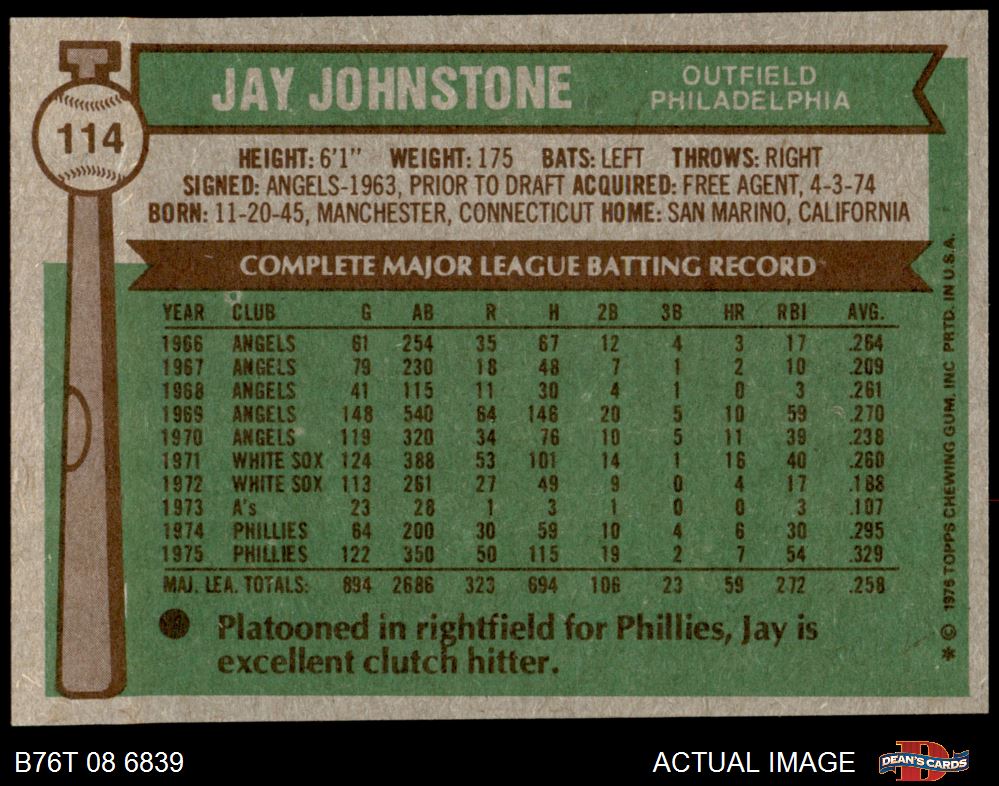 114
JAY JOHNSTONE
OUTFIELD
PHILADELPHIA
HEIGHT: 6'1" WEIGHT: 175 BATS: LEFT THROWS: RIGHT
SIGNED: ANGELS-1963, PRIOR TO DRAFT ACQUIRED: FREE AGENT, 4-3-74
BORN: 11-20-45, MANCHESTER, CONNECTICUT HOME: SAN MARINO, CALIFORNIA
COMPLETE MAJOR LEAGUE BATTING RECORD
YEAR CLUB G AB R H 2B 3B HR RBI AVG.
1966 ANGELS 61 254 35 67 12 4 3 17 .264
1967 ANGELS 79 230 18 48 7 1 2 10 .209
1968 ANGELS 41 115 11 30 4 1 0 3 .261
1969 ANGELS 148 540 64 146 20 5 10 59 .270
1970 ANGELS 119 320 34 76 10 5 11 39 .238
1971 WHITE SOX 124 388 53 101 14 1 16 40 .260
1972 WHITE SOX 113 261 27 49 9 0 4 17 .188
1973 A's 23 28 1 3 1 0 0 3 .107
1974 PHILLIES 64 200 30 59 10 4 6 30 .295
1975 PHILLIES 122 350 50 115 19 2 7 54 .329
MAJ. LEA. TOTALS: 894 2686 323 694 106 23 59 272 .258
Platooned in rightfield for Phillies, Jay is
excellent clutch hitter.
* © 1976 TOPPS CHEWING GUM, INC PRTD. IN U.S.A.
B76T 08 6839
ACTUAL IMAGE
D
DEAN'S CARDS